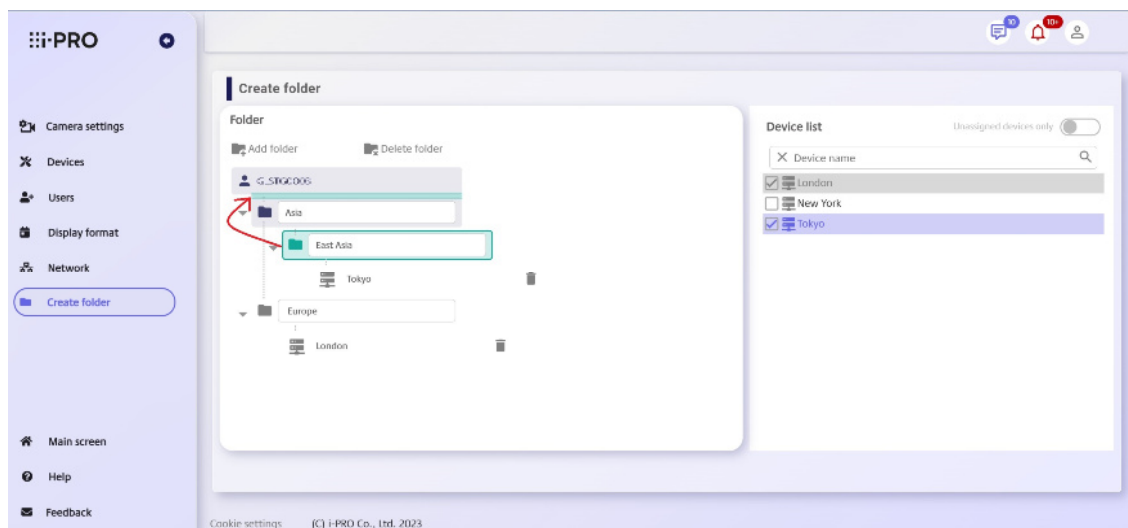 i-PRO
10
10+
Create folder
Folder
Add folder
Delete folder
Asia
East Asia
Tokyo
Europe
London
Device list
Unassigned devices only
Device name
London
New York
Tokyo
Camera settings
Devices
Users
Display format
Network
Create folder
Main screen
Help
Feedback
Cookie settings
(C) i-PRO Co., Ltd. 2023